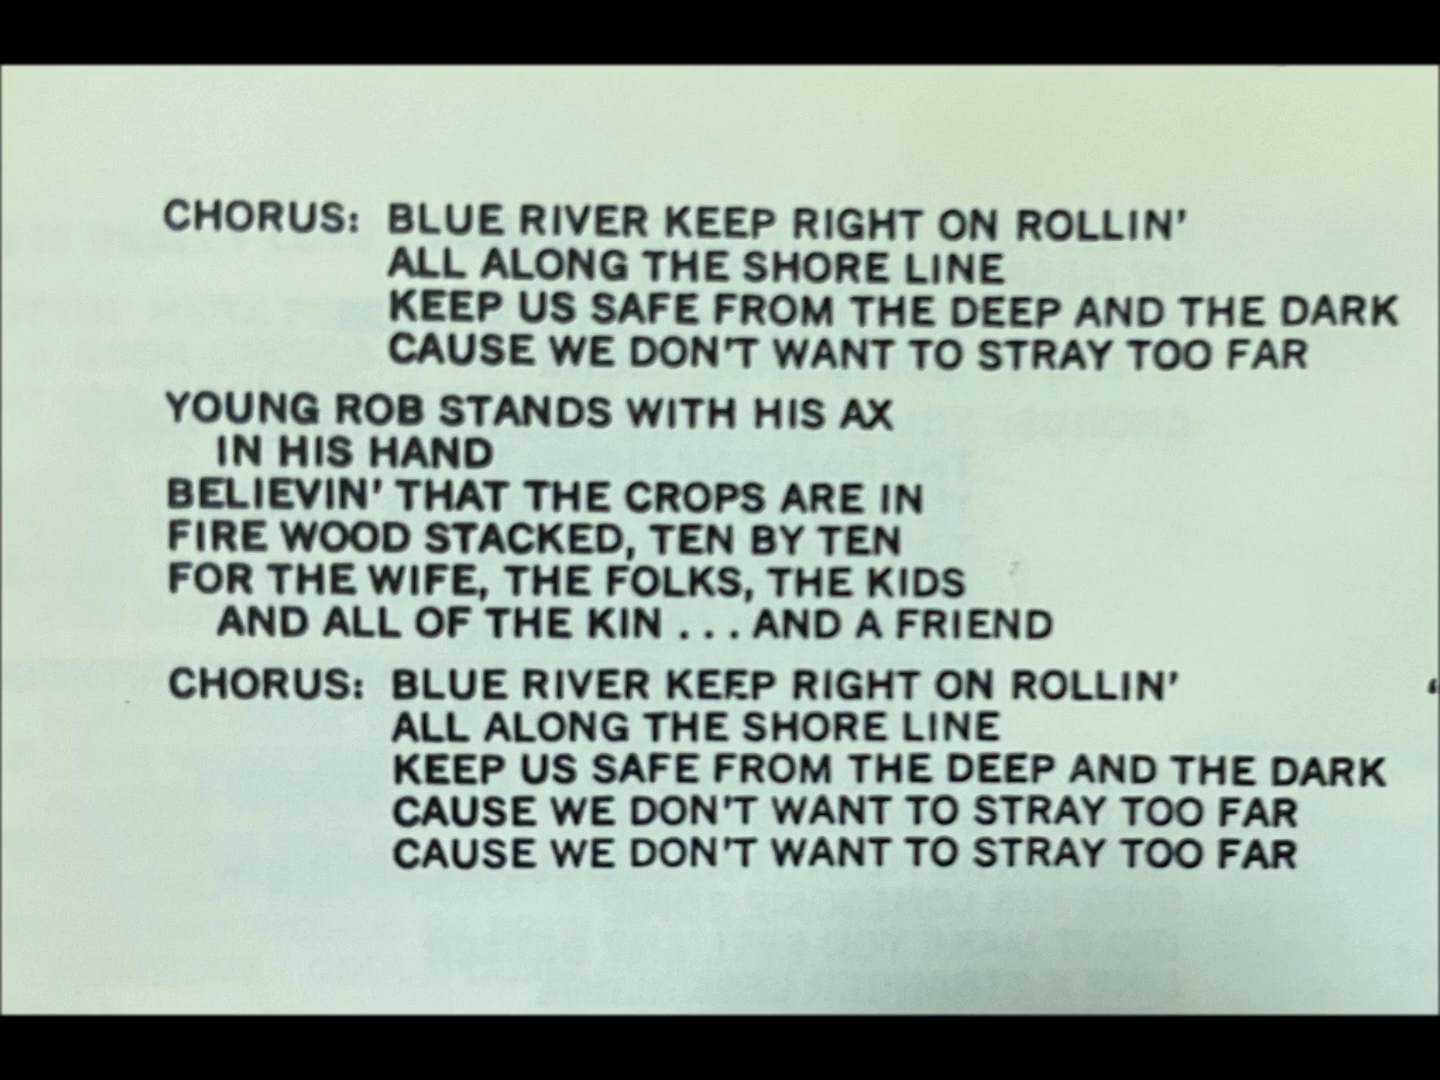 CHORUS: BLUE RIVER KEEP RIGHT ON ROLLIN'
ALL ALONG THE SHORE LINE
KEEP US SAFE FROM THE DEEP AND THE DARK
CAUSE WE DON'T WANT TO STRAY TOO FAR
YOUNG ROB STANDS WITH HIS AX
IN HIS HAND
BELIEVIN' THAT THE CROPS ARE IN
FIRE WOOD STACKED, TEN BY TEN
FOR THE WIFE, THE FOLKS, THE KIDS
AND ALL OF THE KIN . . . AND A FRIEND
CHORUS: BLUE RIVER KEEP RIGHT ON ROLLIN'
ALL ALONG THE SHORE LINE
KEEP US SAFE FROM THE DEEP AND THE DARK
CAUSE WE DON'T WANT TO STRAY TOO FAR
CAUSE WE DON'T WANT TO STRAY TOO FAR